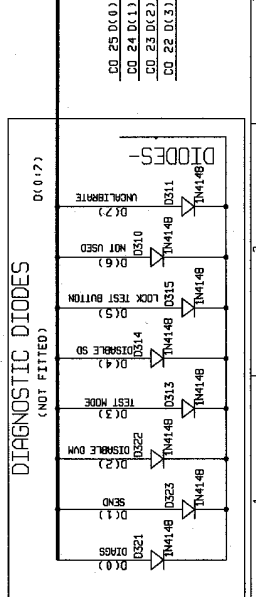 CO 25 D(0)
CO 24 D(1)
CO 23 D(2)
CO 22 D(3)
DIAGNOSTIC DIODES
(NOT FITTED)
D(0:7)
DIODES-
UNCALIBRATE
D(7)
D311
1N4148
NOT USED
D(6)
D310
1N4148
LOCK TEST BUTTON
D(5)
D315
1N4148
DISABLE SD
D(4)
D314
1N4148
TEST MODE
D(3)
D313
1N4148
DISABLE DVM
D(2)
D322
1N4148
SEND
D(1)
D323
1N4148
DIAGS
D(0)
D321
1N4148